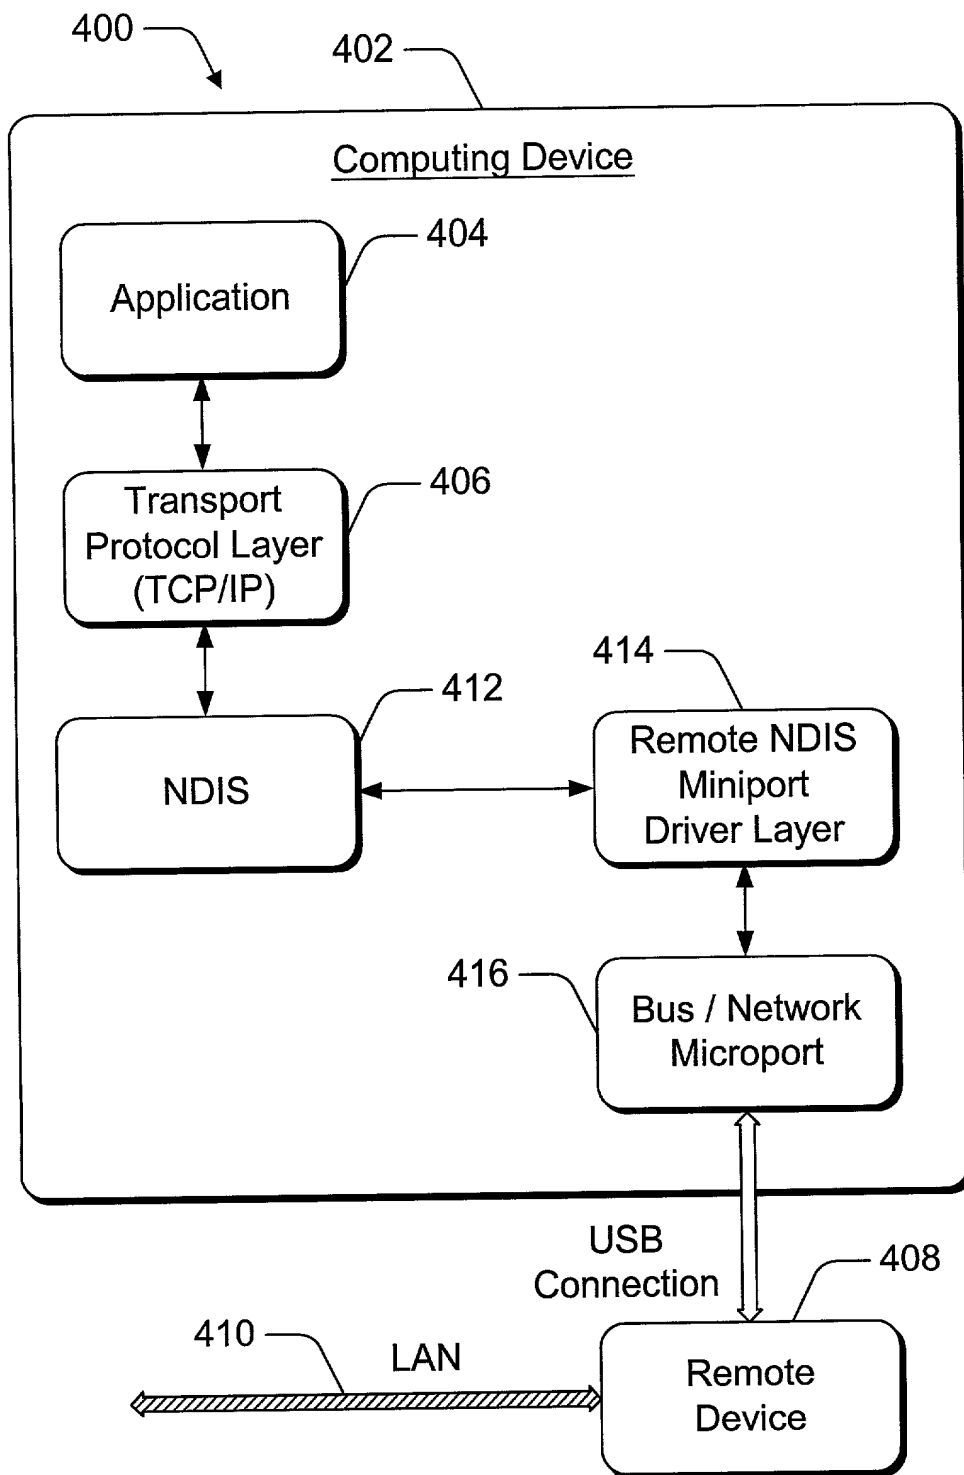 400
402
Computing Device
404
Application
406
Transport
Protocol Layer
(TCP/IP)
414
412
NDIS
Remote NDIS
Miniport
Driver Layer
416
Bus / Network
Microport
USB
Connection
408
410
LAN
Remote
Device